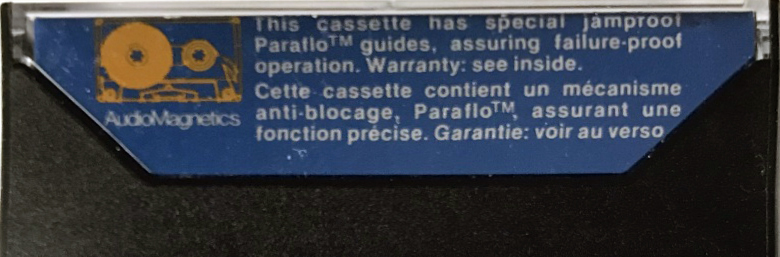 This cassette has special jamproof
Paraflo™ guides, assuring failure-proof
operation. Warranty: see inside.
Cette cassette contient un mécanisme
anti-blocage, Paraflo™, assurant une
fonction précise. Garantie: voir au verso
AudioMagnetics